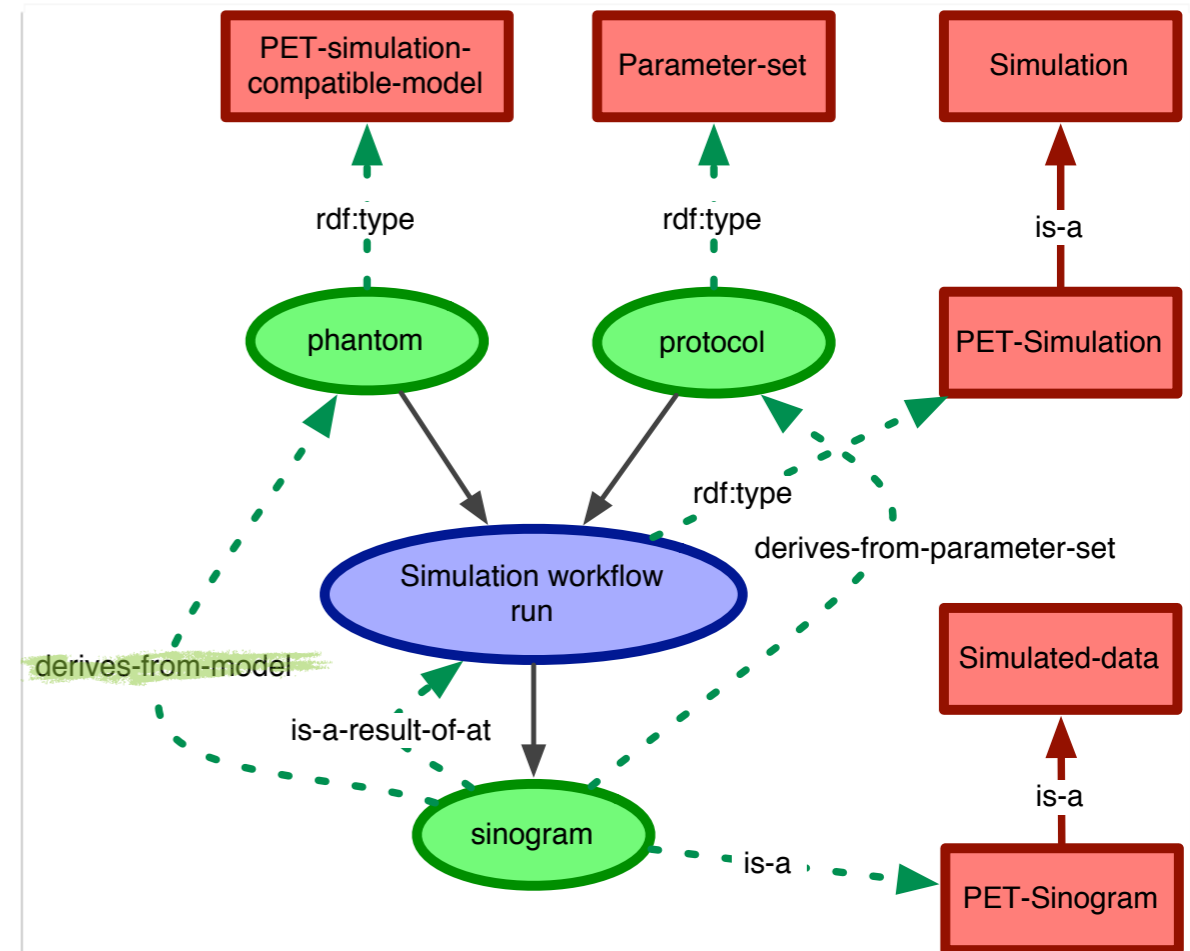 PET-simulation-
compatible-model
Parameter-set
Simulation
rdf:type
rdf:type
is-a
phantom
protocol
PET-Simulation
rdf:type
derives-from-parameter-set
Simulation workflow
run
derives-from-model
Simulated-data
is-a-result-of-at
is-a
sinogram
is-a
PET-Sinogram